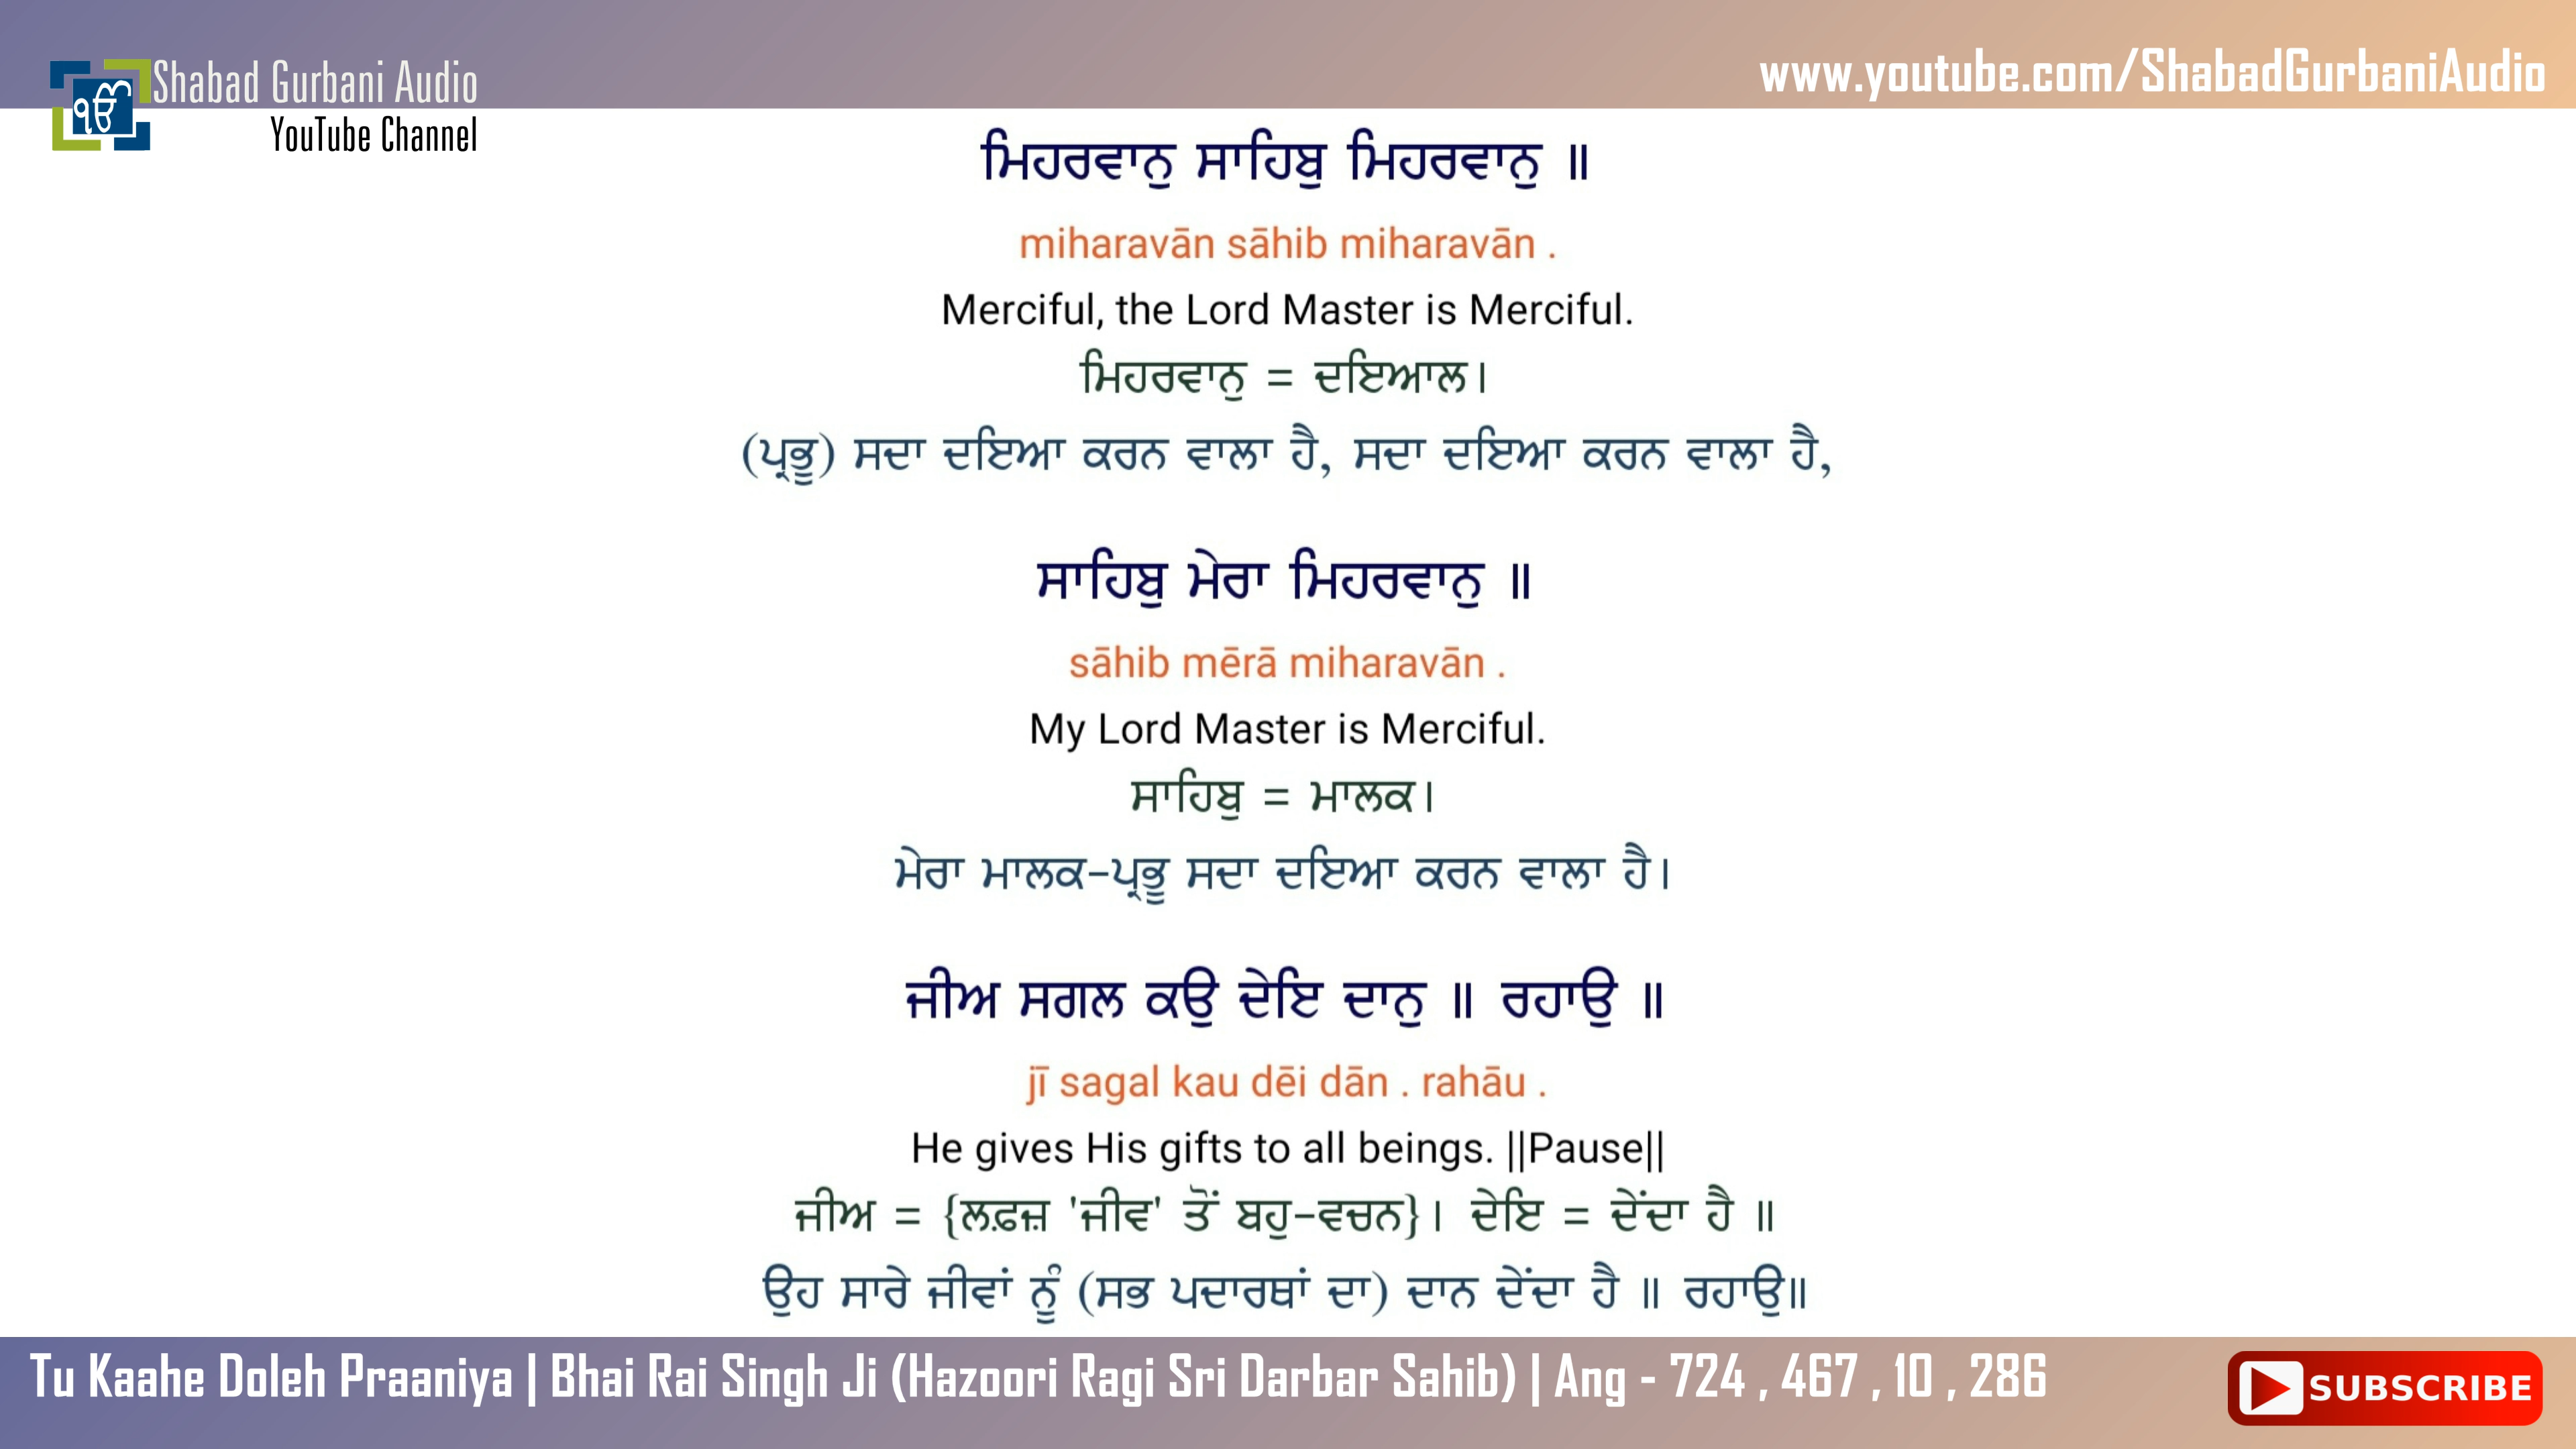 ੴ Shabad Gurbani Audio
YouTube Channel
www.youtube.com/ShabadGurbaniAudio
ਮਿਹਰਵਾਨੁ ਸਾਹਿਬੁ ਮਿਹਰਵਾਨੁ ॥
miharavān sāhib miharavān .
Merciful, the Lord Master is Merciful.
ਮਿਹਰਵਾਨੁ = ਦਇਆਲ।
(ਪ੍ਰਭੂ) ਸਦਾ ਦਇਆ ਕਰਨ ਵਾਲਾ ਹੈ, ਸਦਾ ਦਇਆ ਕਰਨ ਵਾਲਾ ਹੈ,
ਸਾਹਿਬੁ ਮੇਰਾ ਮਿਹਰਵਾਨੁ ॥
sāhib mērā miharavān .
My Lord Master is Merciful.
ਸਾਹਿਬੁ = ਮਾਲਕ।
ਮੇਰਾ ਮਾਲਕ-ਪ੍ਰਭੂ ਸਦਾ ਦਇਆ ਕਰਨ ਵਾਲਾ ਹੈ।
ਜੀਅ ਸਗਲ ਕਉ ਦੇਇ ਦਾਨੁ ॥ ਰਹਾਉ ॥
jī sagal kau dēi dān . rahāu .
He gives His gifts to all beings. ||Pause||
ਜੀਅ = {ਲਫ਼ਜ਼ 'ਜੀਵ' ਤੋਂ ਬਹੁ-ਵਚਨ}। ਦੇਇ = ਦੇਂਦਾ ਹੈ ॥
ਉਹ ਸਾਰੇ ਜੀਵਾਂ ਨੂੰ (ਸਭ ਪਦਾਰਥਾਂ ਦਾ) ਦਾਨ ਦੇਂਦਾ ਹੈ ॥ ਰਹਾਉ॥
Tu Kaahe Doleh Praaniya | Bhai Rai Singh Ji (Hazoori Ragi Sri Darbar Sahib) | Ang - 724 , 467 , 10 , 286
SUBSCRIBE